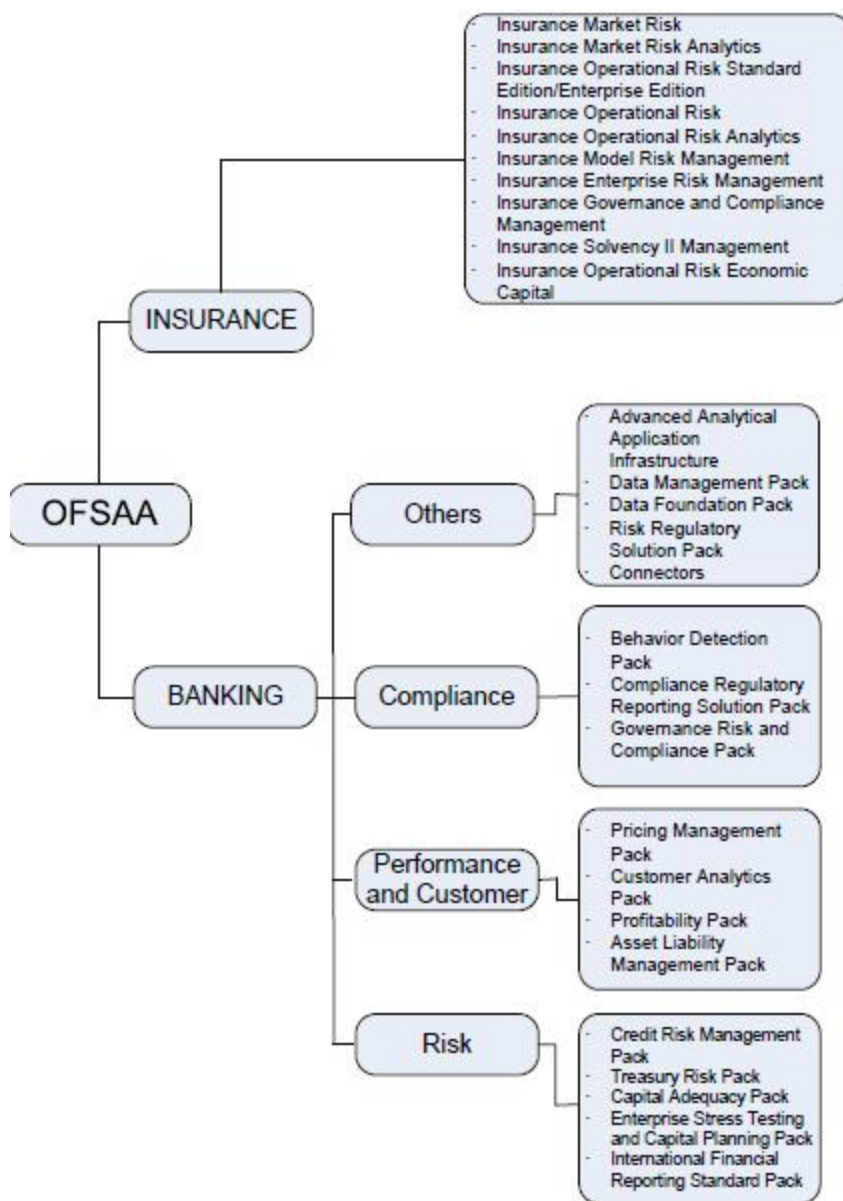 - Insurance Market Risk
- Insurance Market Risk Analytics
- Insurance Operational Risk Standard
Edition/Enterprise Edition
- Insurance Operational Risk
- Insurance Operational Risk Analytics
- Insurance Model Risk Management
- Insurance Enterprise Risk Management
- Insurance Governance and Compliance
Management
- Insurance Solvency II Management
- Insurance Operational Risk Economic
Capital
INSURANCE
OFSAA
BANKING
Others
- Advanced Analytical
Application
Infrastructure
- Data Management Pack
- Data Foundation Pack
- Risk Regulatory
Solution Pack
- Connectors
Compliance
- Behavior Detection
Pack
- Compliance Regulatory
Reporting Solution Pack
- Governance Risk and
Compliance Pack
Performance
and Customer
- Pricing Management
Pack
- Customer Analytics
Pack
- Profitability Pack
- Asset Liability
Management Pack
Risk
- Credit Risk Management
Pack
- Treasury Risk Pack
- Capital Adequacy Pack
- Enterprise Stress Testing
and Capital Planning Pack
- International Financial
Reporting Standard Pack